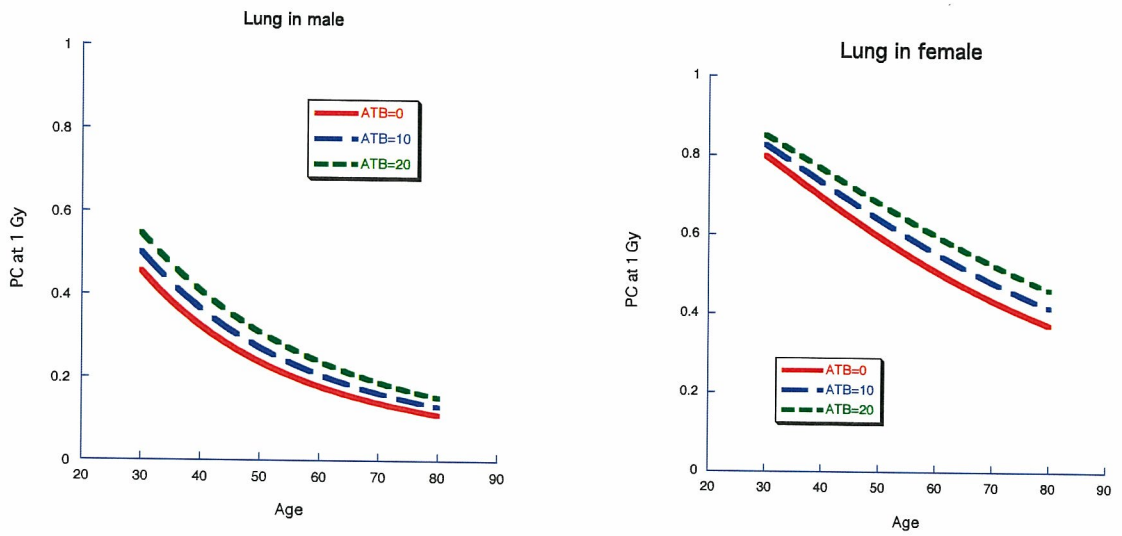 Lung in male
1
0.8
0.6
0.4
0.2
0
PC at 1 Gy
ATB=0
ATB=10
ATB=20
20 30 40 50 60 70 80 90
Age
Lung in female
1
0.8
0.6
0.4
0.2
0
PC at 1 Gy
ATB=0
ATB=10
ATB=20
20 30 40 50 60 70 80 90
Age